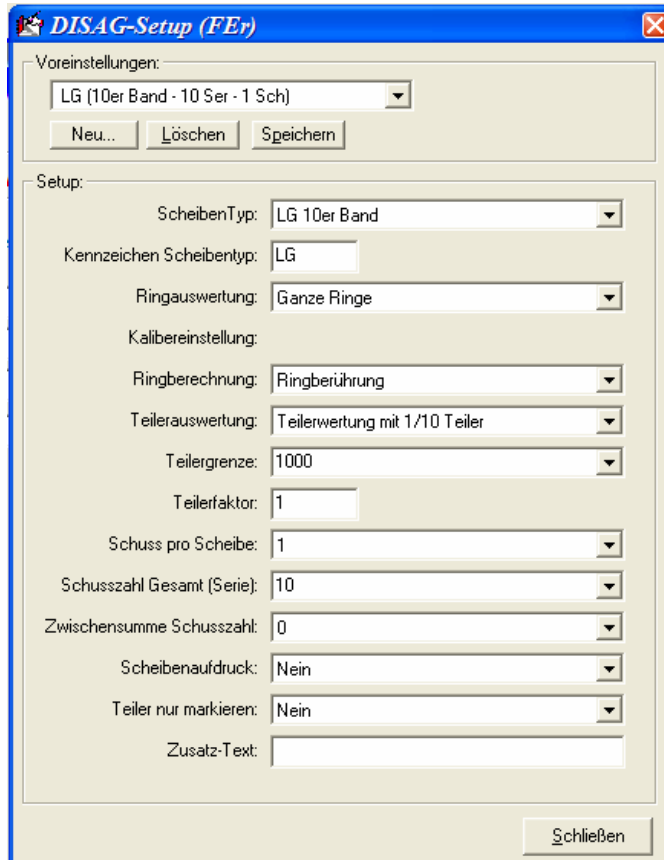 DISAG-Setup (FEr)
Voreinstellungen:
LG (10er Band - 10 Ser - 1 Sch)
Neu... Löschen Speichern
Setup:
ScheibenTyp: LG 10er Band
Kennzeichen Scheibentyp: LG
Ringauswertung: Ganze Ringe
Kalibereinstellung:
Ringberechnung: Ringberührung
Teilerauswertung: Teilerwertung mit 1/10 Teiler
Teilergrenze: 1000
Teilerfaktor: 1
Schuss pro Scheibe: 1
Schusszahl Gesamt (Serie): 10
Zwischensumme Schusszahl: 0
Scheibenaufdruck: Nein
Teiler nur markieren: Nein
Zusatz-Text:
Schließen